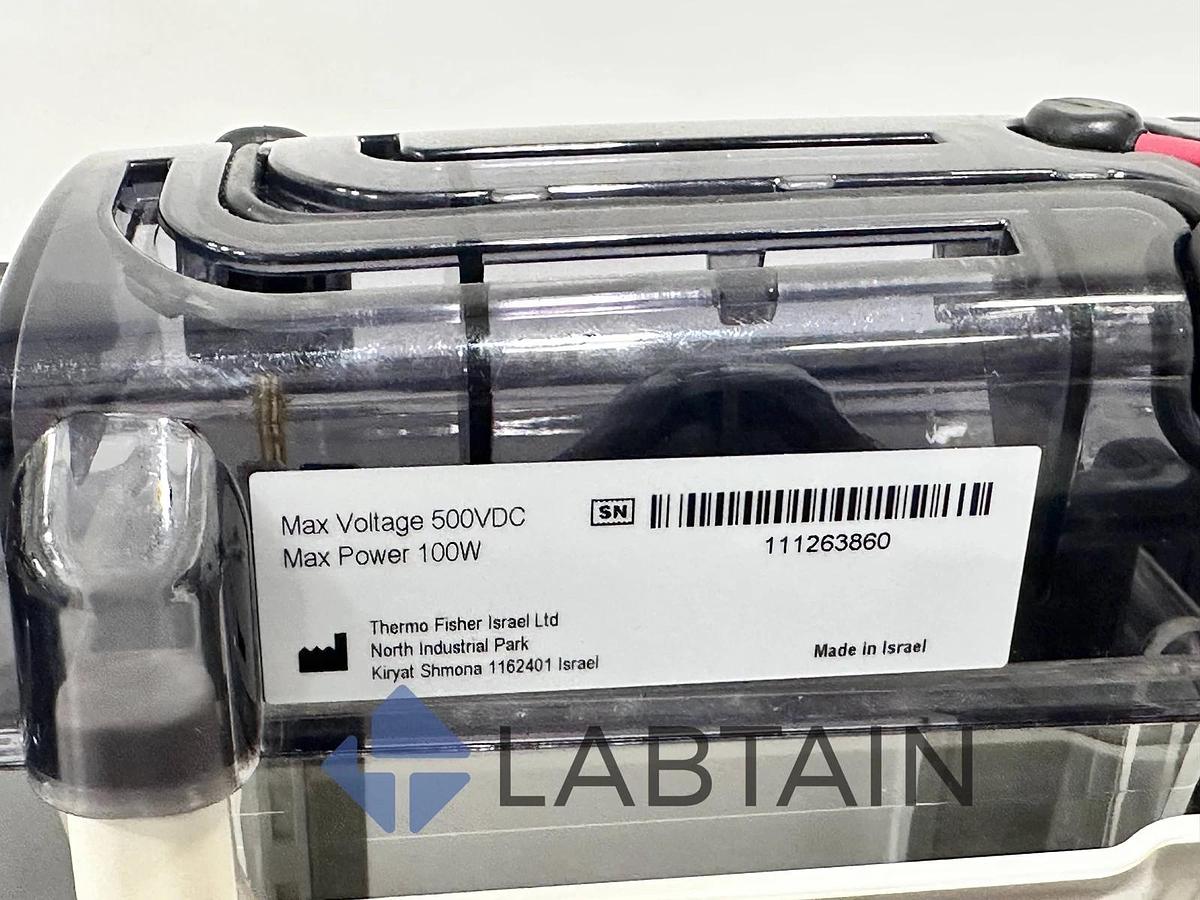 Max Voltage 500VDC
Max Power 100W
SN
111263860
Thermo Fisher Israel Ltd
North Industrial Park
Kiryat Shmona 1162401 Israel
Made in Israel
LABTAIN